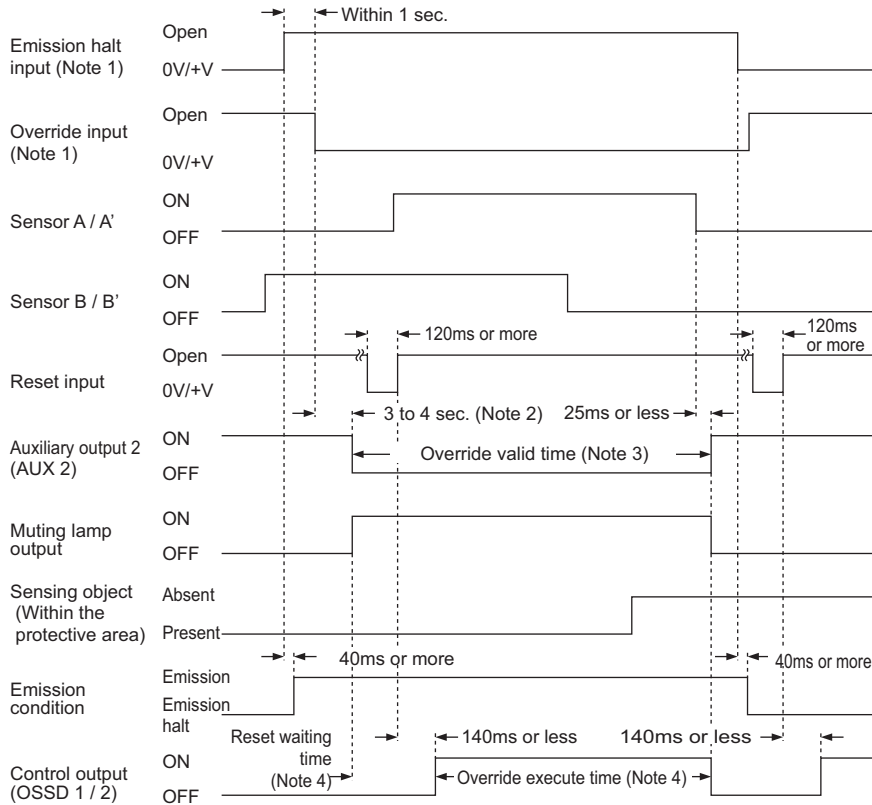 Within 1 sec.
Emission halt
input (Note 1)
Open
0V/+V
Override input
(Note 1)
Open
0V/+V
Sensor A / A’
ON
OFF
Sensor B / B’
ON
OFF
120ms or more
120ms
or more
Reset input
Open
0V/+V
3 to 4 sec. (Note 2)
25ms or less
Auxiliary output 2
(AUX 2)
ON
OFF
Override valid time (Note 3)
Muting lamp
output
ON
OFF
Sensing object
(Within the
protective area)
Absent
Present
40ms or more
40ms or more
Emission
condition
Emission
Emission
halt
Reset waiting
time
(Note 4)
140ms or less
140ms or less
Control output
(OSSD 1 / 2)
ON
OFF
Override execute time (Note 4)